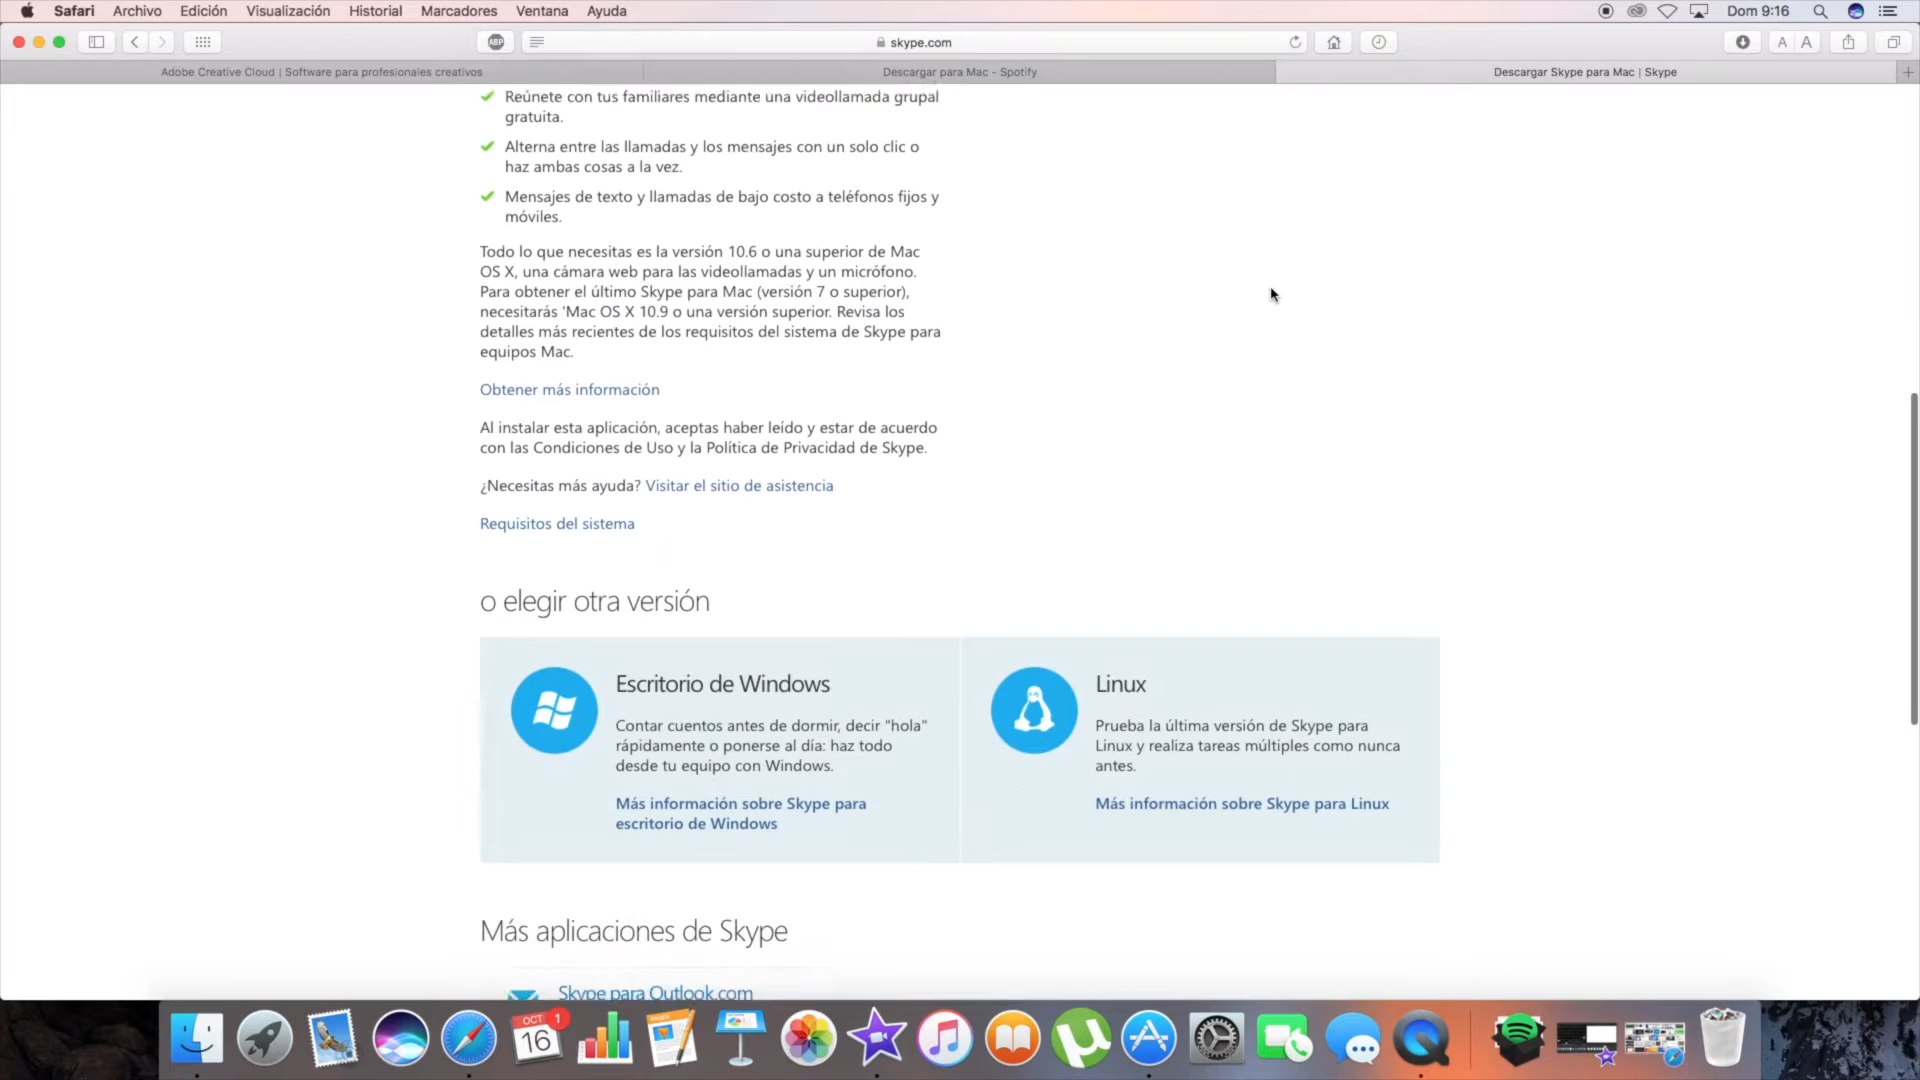 Safari Archivo Edición Visualización Historial Marcadores Ventana Ayuda Dom 9:16
ABP skype.com A A
Adobe Creative Cloud | Software para profesionales creativos Descargar para Mac - Spotify Descargar Skype para Mac | Skype
Reúnete con tus familiares mediante una videollamada grupal
gratuita.
Alterna entre las llamadas y los mensajes con un solo clic o
haz ambas cosas a la vez.
Mensajes de texto y llamadas de bajo costo a teléfonos fijos y
móviles.
Todo lo que necesitas es la versión 10.6 o una superior de Mac
OS X, una cámara web para las videollamadas y un micrófono.
Para obtener el último Skype para Mac (versión 7 o superior),
necesitarás 'Mac OS X 10.9 o una versión superior. Revisa los
detalles más recientes de los requisitos del sistema de Skype para
equipos Mac.
Obtener más información
Al instalar esta aplicación, aceptas haber leído y estar de acuerdo
con las Condiciones de Uso y la Política de Privacidad de Skype.
¿Necesitas más ayuda? Visitar el sitio de asistencia
Requisitos del sistema
o elegir otra versión
Escritorio de Windows
Contar cuentos antes de dormir, decir "hola"
rápidamente o ponerse al día: haz todo
desde tu equipo con Windows.
Más información sobre Skype para
escritorio de Windows
Linux
Prueba la última versión de Skype para
Linux y realiza tareas múltiples como nunca
antes.
Más información sobre Skype para Linux
Más aplicaciones de Skype
Skype para Outlook.com
OCT 1
16
PAGES